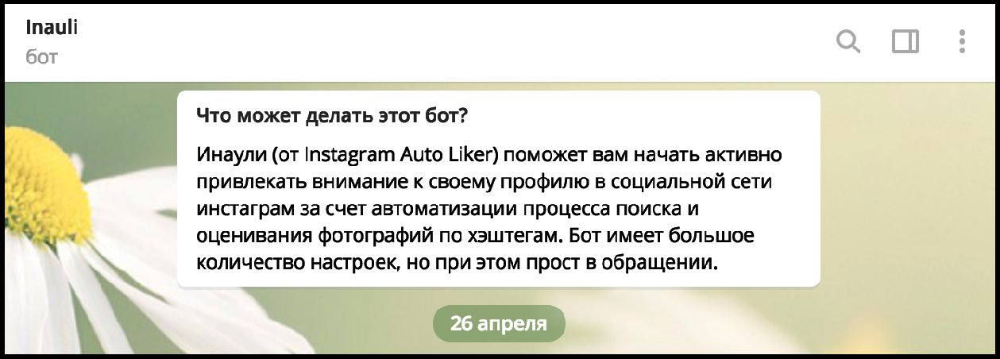 Inauli
бот
Что может делать этот бот?
Инаули (от Instagram Auto Liker) поможет вам начать активно
привлекать внимание к своему профилю в социальной сети
инстаграм за счет автоматизации процесса поиска и
оценивания фотографий по хэштегам. Бот имеет большое
количество настроек, но при этом прост в обращении.
26 апреля